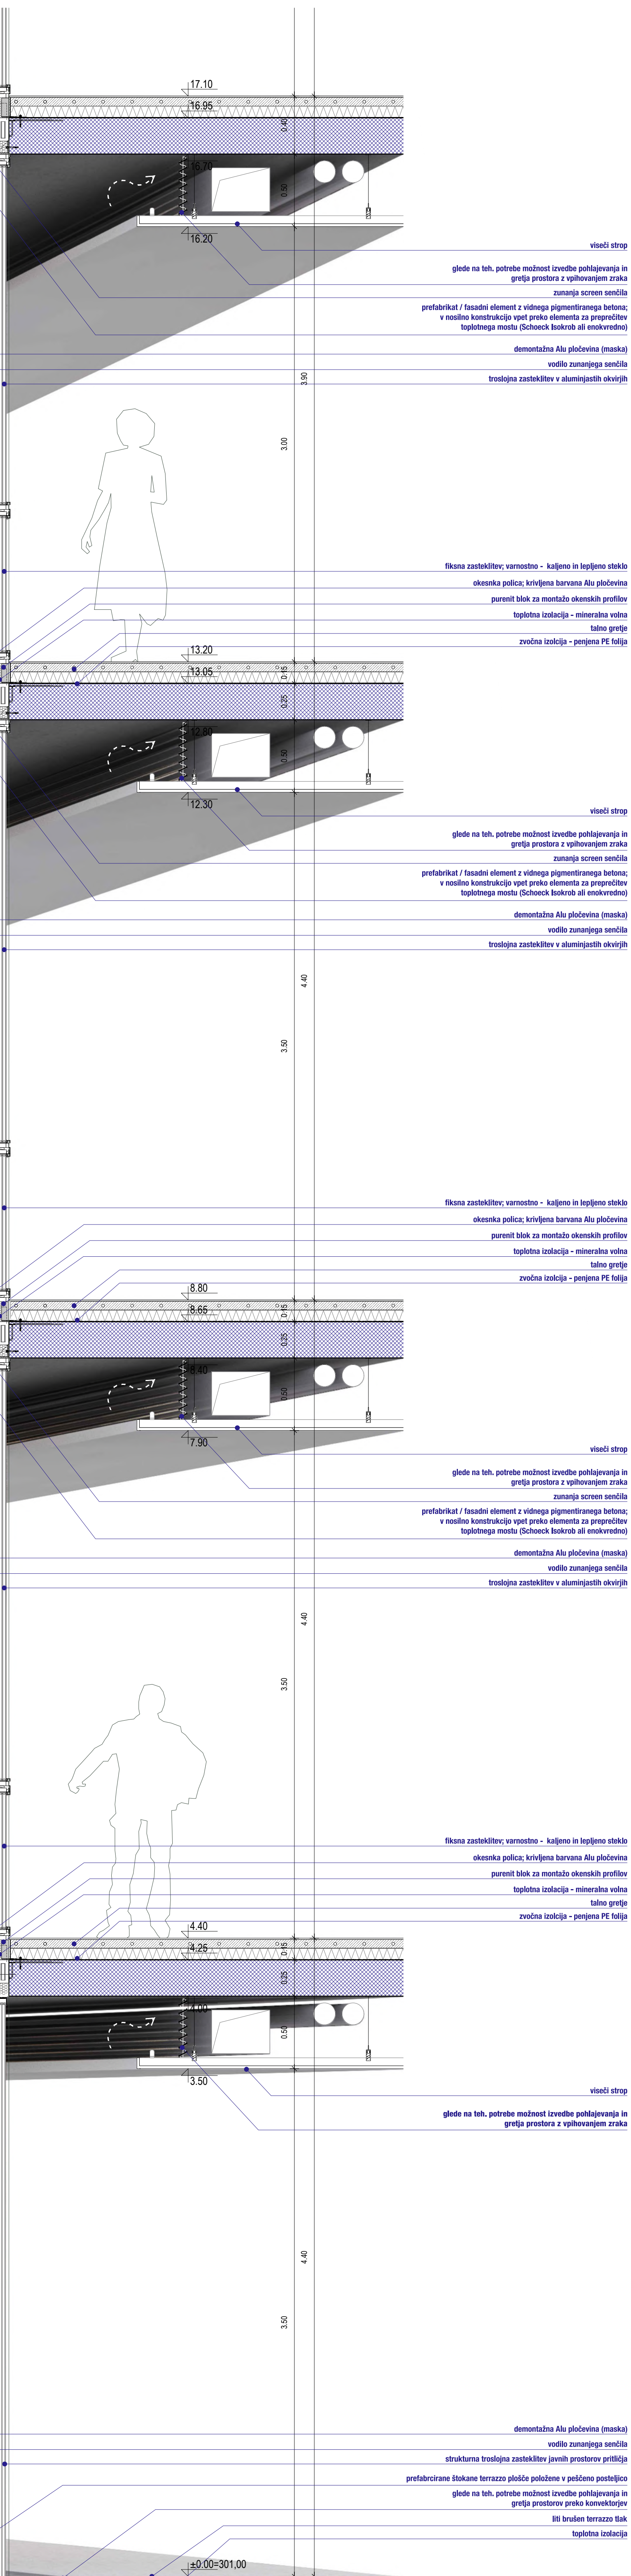 17.10
16.95
0.40
16.70
0.50
16.20
viseči strop
glede na teh. potrebe možnost izvedbe pohlajevanja in
gretja prostora z vpihovanjem zraka
zunanja screen senčila
prefabrikat / fasadni element z vidnega pigmentiranega betona;
v nosilno konstrukcijo vpet preko elementa za preprečitev
toplotnega mostu (Schoeck Isokrob ali enokvredno)
demontažna Alu pločevina (maska)
vodilo zunanjega senčila
troslojna zasteklitev v aluminjastih okvirjih
3.90
3.00
fiksna zasteklitev; varnostno - kaljeno in lepljeno steklo
okesnka polica; krivljena barvana Alu pločevina
purenit blok za montažo okenskih profilov
toplotna izolacija - mineralna volna
talno gretje
zvočna izolcija - penjena PE folija
13.20
13.05
0.15
0.25
12.80
0.50
12.30
viseči strop
glede na teh. potrebe možnost izvedbe pohlajevanja in
gretja prostora z vpihovanjem zraka
zunanja screen senčila
prefabrikat / fasadni element z vidnega pigmentiranega betona;
v nosilno konstrukcijo vpet preko elementa za preprečitev
toplotnega mostu (Schoeck Isokrob ali enokvredno)
demontažna Alu pločevina (maska)
vodilo zunanjega senčila
troslojna zasteklitev v aluminjastih okvirjih
4.40
3.50
fiksna zasteklitev; varnostno - kaljeno in lepljeno steklo
okesnka polica; krivljena barvana Alu pločevina
purenit blok za montažo okenskih profilov
toplotna izolacija - mineralna volna
talno gretje
zvočna izolcija - penjena PE folija
8.80
8.65
0.15
0.25
8.40
0.50
7.90
viseči strop
glede na teh. potrebe možnost izvedbe pohlajevanja in
gretja prostora z vpihovanjem zraka
zunanja screen senčila
prefabrikat / fasadni element z vidnega pigmentiranega betona;
v nosilno konstrukcijo vpet preko elementa za preprečitev
toplotnega mostu (Schoeck Isokrob ali enokvredno)
demontažna Alu pločevina (maska)
vodilo zunanjega senčila
troslojna zasteklitev v aluminjastih okvirjih
4.40
3.50
fiksna zasteklitev; varnostno - kaljeno in lepljeno steklo
okesnka polica; krivljena barvana Alu pločevina
purenit blok za montažo okenskih profilov
toplotna izolacija - mineralna volna
talno gretje
zvočna izolcija - penjena PE folija
4.40
4.25
0.15
0.25
4.00
0.50
3.50
viseči strop
glede na teh. potrebe možnost izvedbe pohlajevanja in
gretja prostora z vpihovanjem zraka
4.40
3.50
demontažna Alu pločevina (maska)
vodilo zunanjega senčila
strukturna troslojna zasteklitev javnih prostorov pritličja
prefabrcirane štokane terrazzo plošče položene v peščeno posteljico
glede na teh. potrebe možnost izvedbe pohlajevanja in
gretja prostorov preko konvektorjev
liti brušen terrazzo tlak
toplotna izolacija
±0.00=301,00